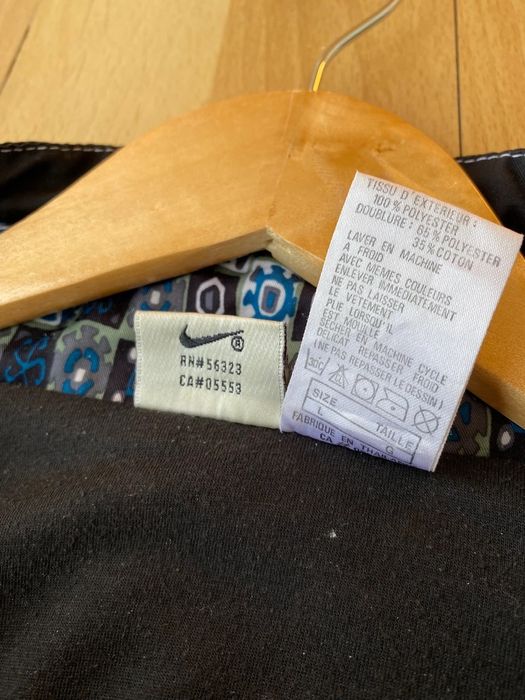 ®
RN#56323
CA#05553
TISSU D'EXTERIEUR:
100% POLYESTER
DOUBLURE: 65% POLYESTER
35% COTON
LAVER EN MACHINE
A FROID
AVEC MEMES COULEURS
ENLEVER IMMEDIATEMENT
NE PAS LAISSER
LE VETEMENT
PLIE LORSQU'IL
EST MOUILLE
SECHER EN MACHINE CYCLE
DELICAT REPASSER FROID
(NE PAS REPASSER LE DESSIN)
30C
SIZE TAILLE
L G
FABRIQUE EN
CA